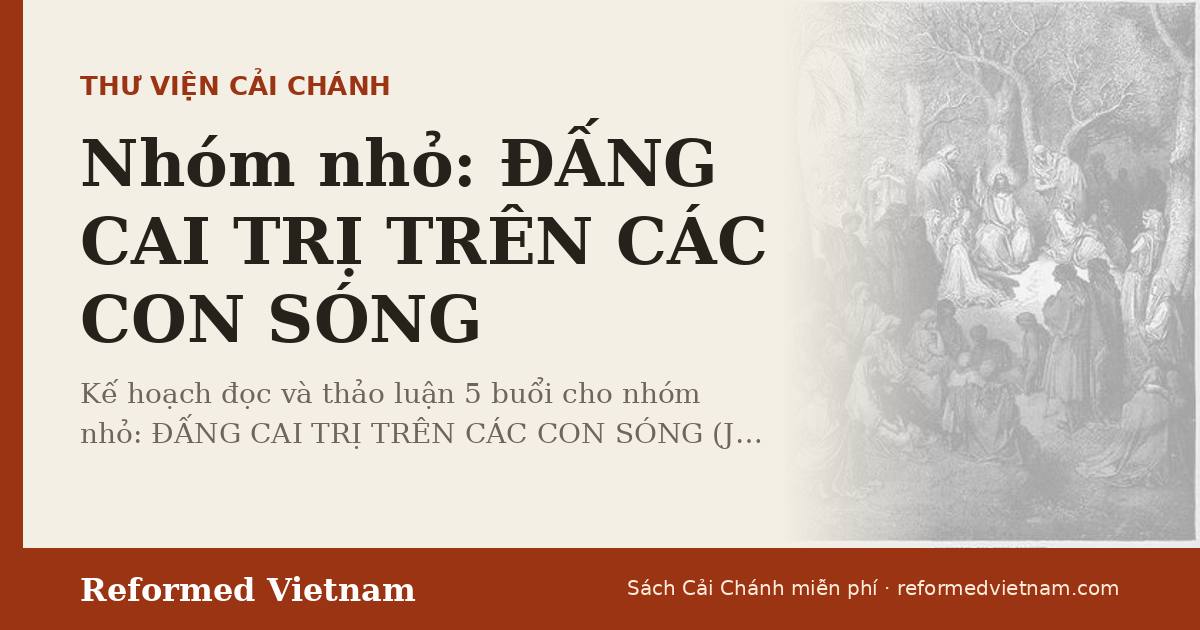 THƯ VIỆN CẢI CHÁNH
Nhóm nhỏ: ĐẤNG
CAI TRỊ TRÊN CÁC
CON SÓNG
Kế hoạch đọc và thảo luận 5 buổi cho nhóm
nhỏ: ĐẤNG CAI TRỊ TRÊN CÁC CON SÓNG (J…
Reformed Vietnam
Sách Cải Chánh miễn phí · reformedvietnam.com